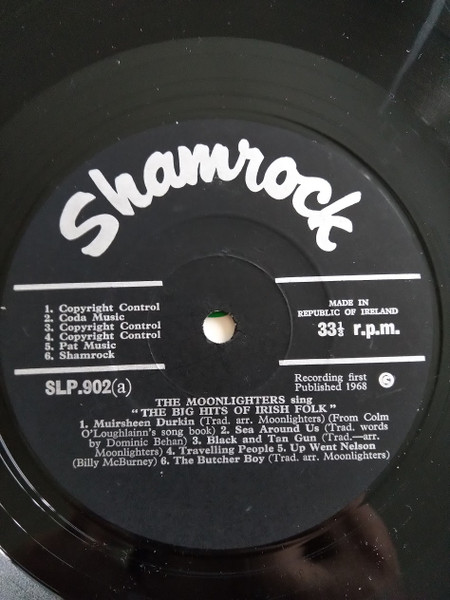 Shamrock
1. Copyright Control
2. Coda Music
3. Copyright Control
4. Copyright Control
5. Pat Music
6. Shamrock
MADE IN
REPUBLIC OF IRELAND
33⅓ r.p.m.
SLP.902(a)
Recording first
Published 1968
THE MOONLIGHTERS sing
"THE BIG HITS OF IRISH FOLK"
1. Muirsheen Durkin (Trad. arr. Moonlighters) (From Colm
O'Loughlainn's song book) 2. Sea Around Us (Trad. words
by Dominic Behan) 3. Black and Tan Gun (Trad.—arr.
Moonlighters) 4. Travelling People 5. Up Went Nelson
(Billy McBurney) 6. The Butcher Boy (Trad. arr. Moonlighters)